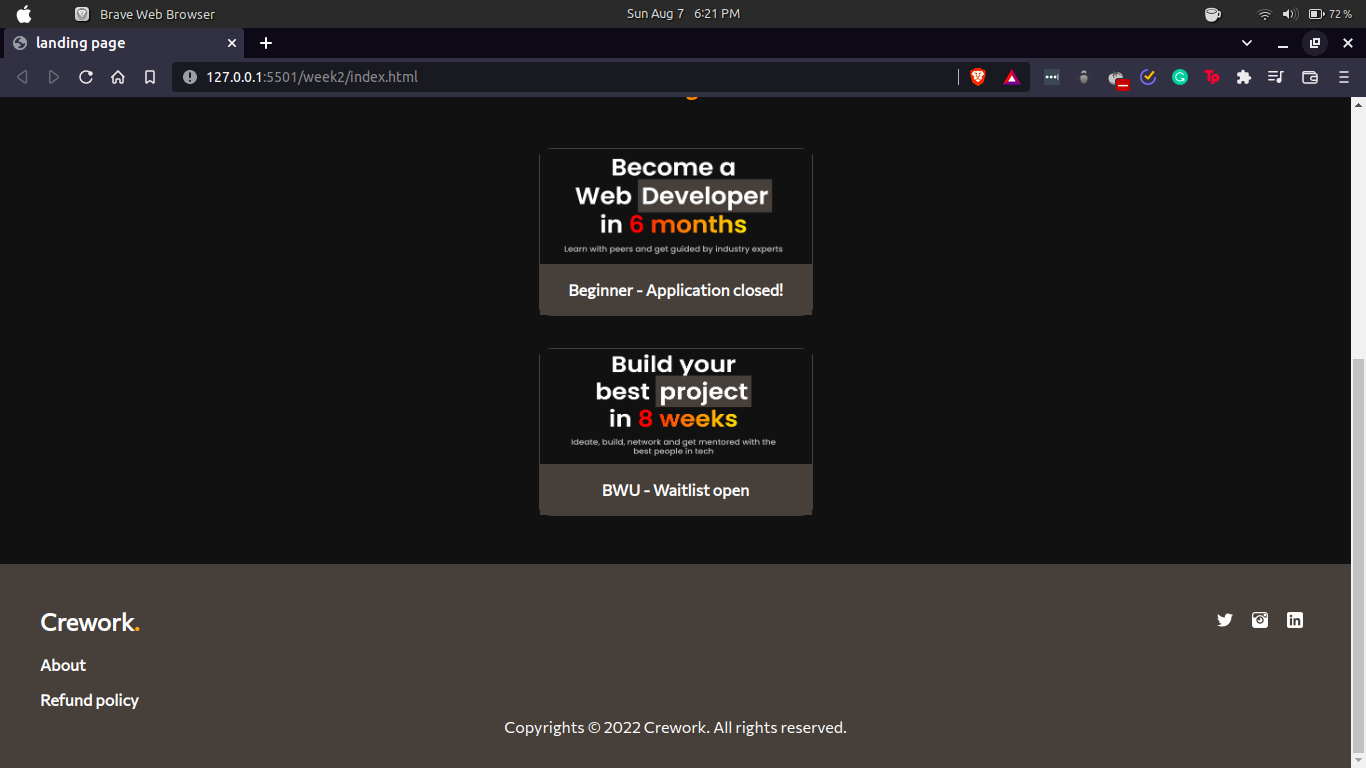 Brave Web Browser
Sun Aug 7 6:21 PM
72 %
landing page
127.0.0.1:5501/week2/index.html
Become a
Web Developer
in 6 months
Learn with peers and get guided by industry experts
Beginner - Application closed!
Build your
best project
in 8 weeks
Ideate, build, network and get mentored with the
best people in tech
BWU - Waitlist open
Crework.
About
Refund policy
Copyrights © 2022 Crework. All rights reserved.